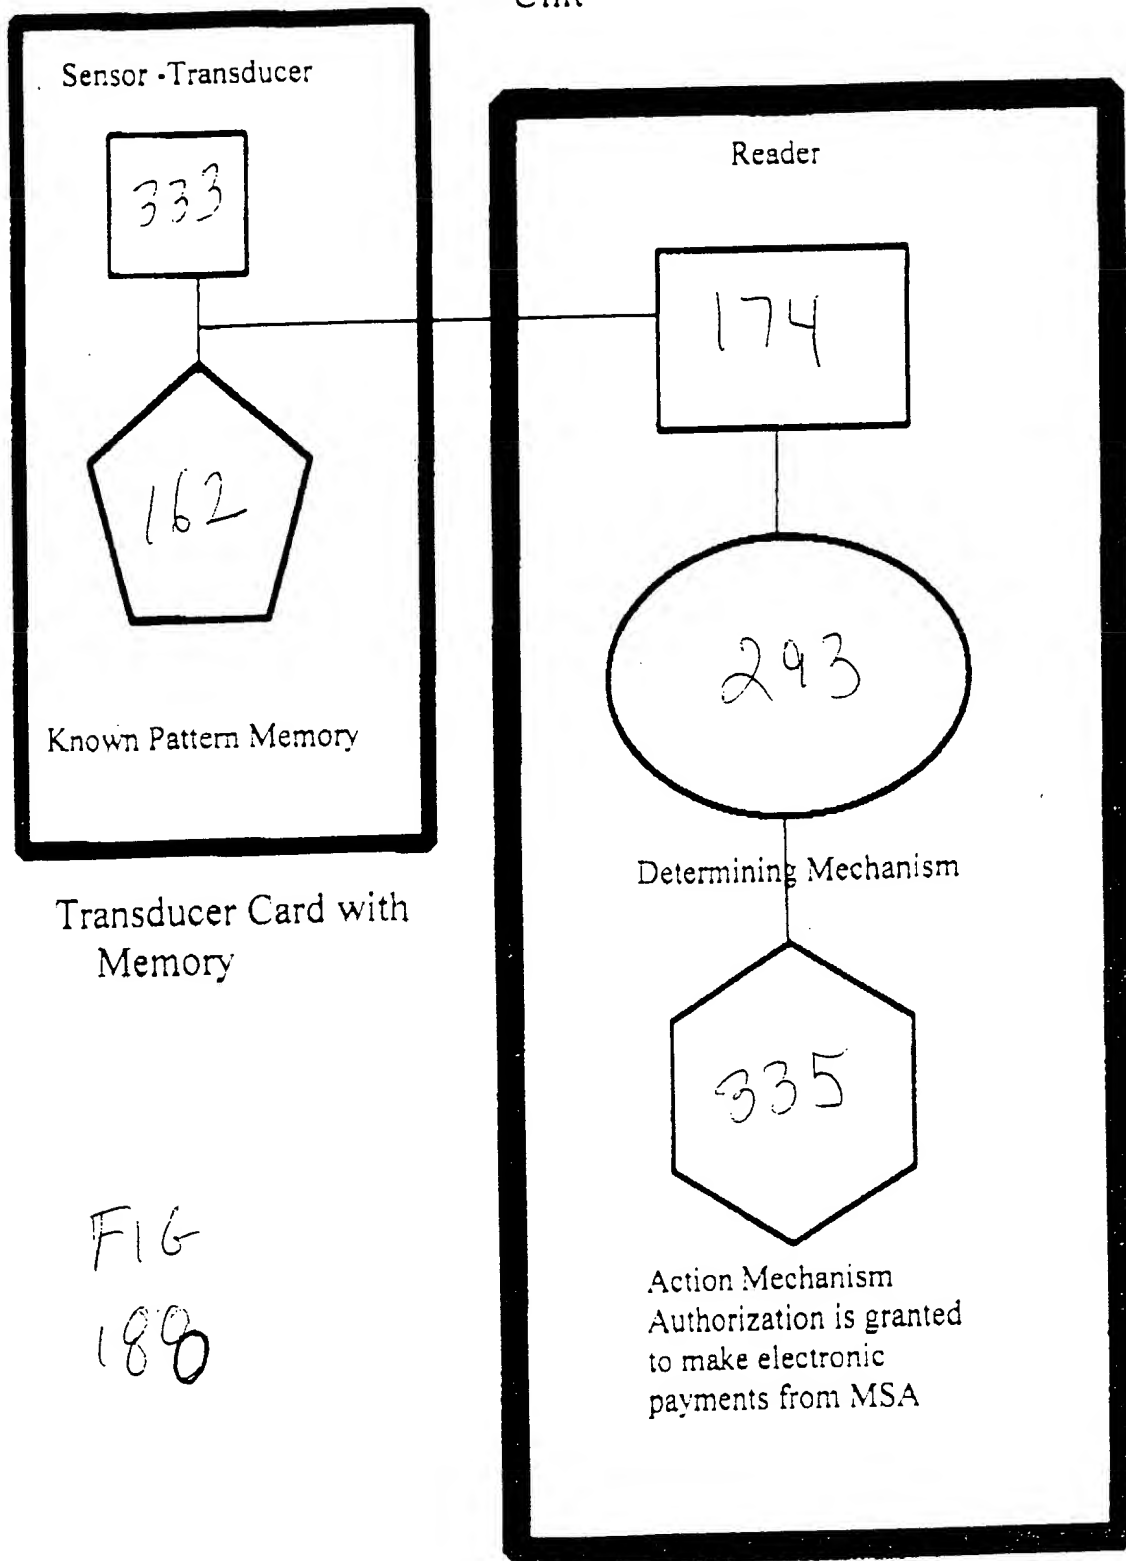 Sensor -Transducer
333
162
Known Pattern Memory
Transducer Card with
Memory
Reader
174
293
Determining Mechanism
335
Action Mechanism
Authorization is granted
to make electronic
payments from MSA
FIG